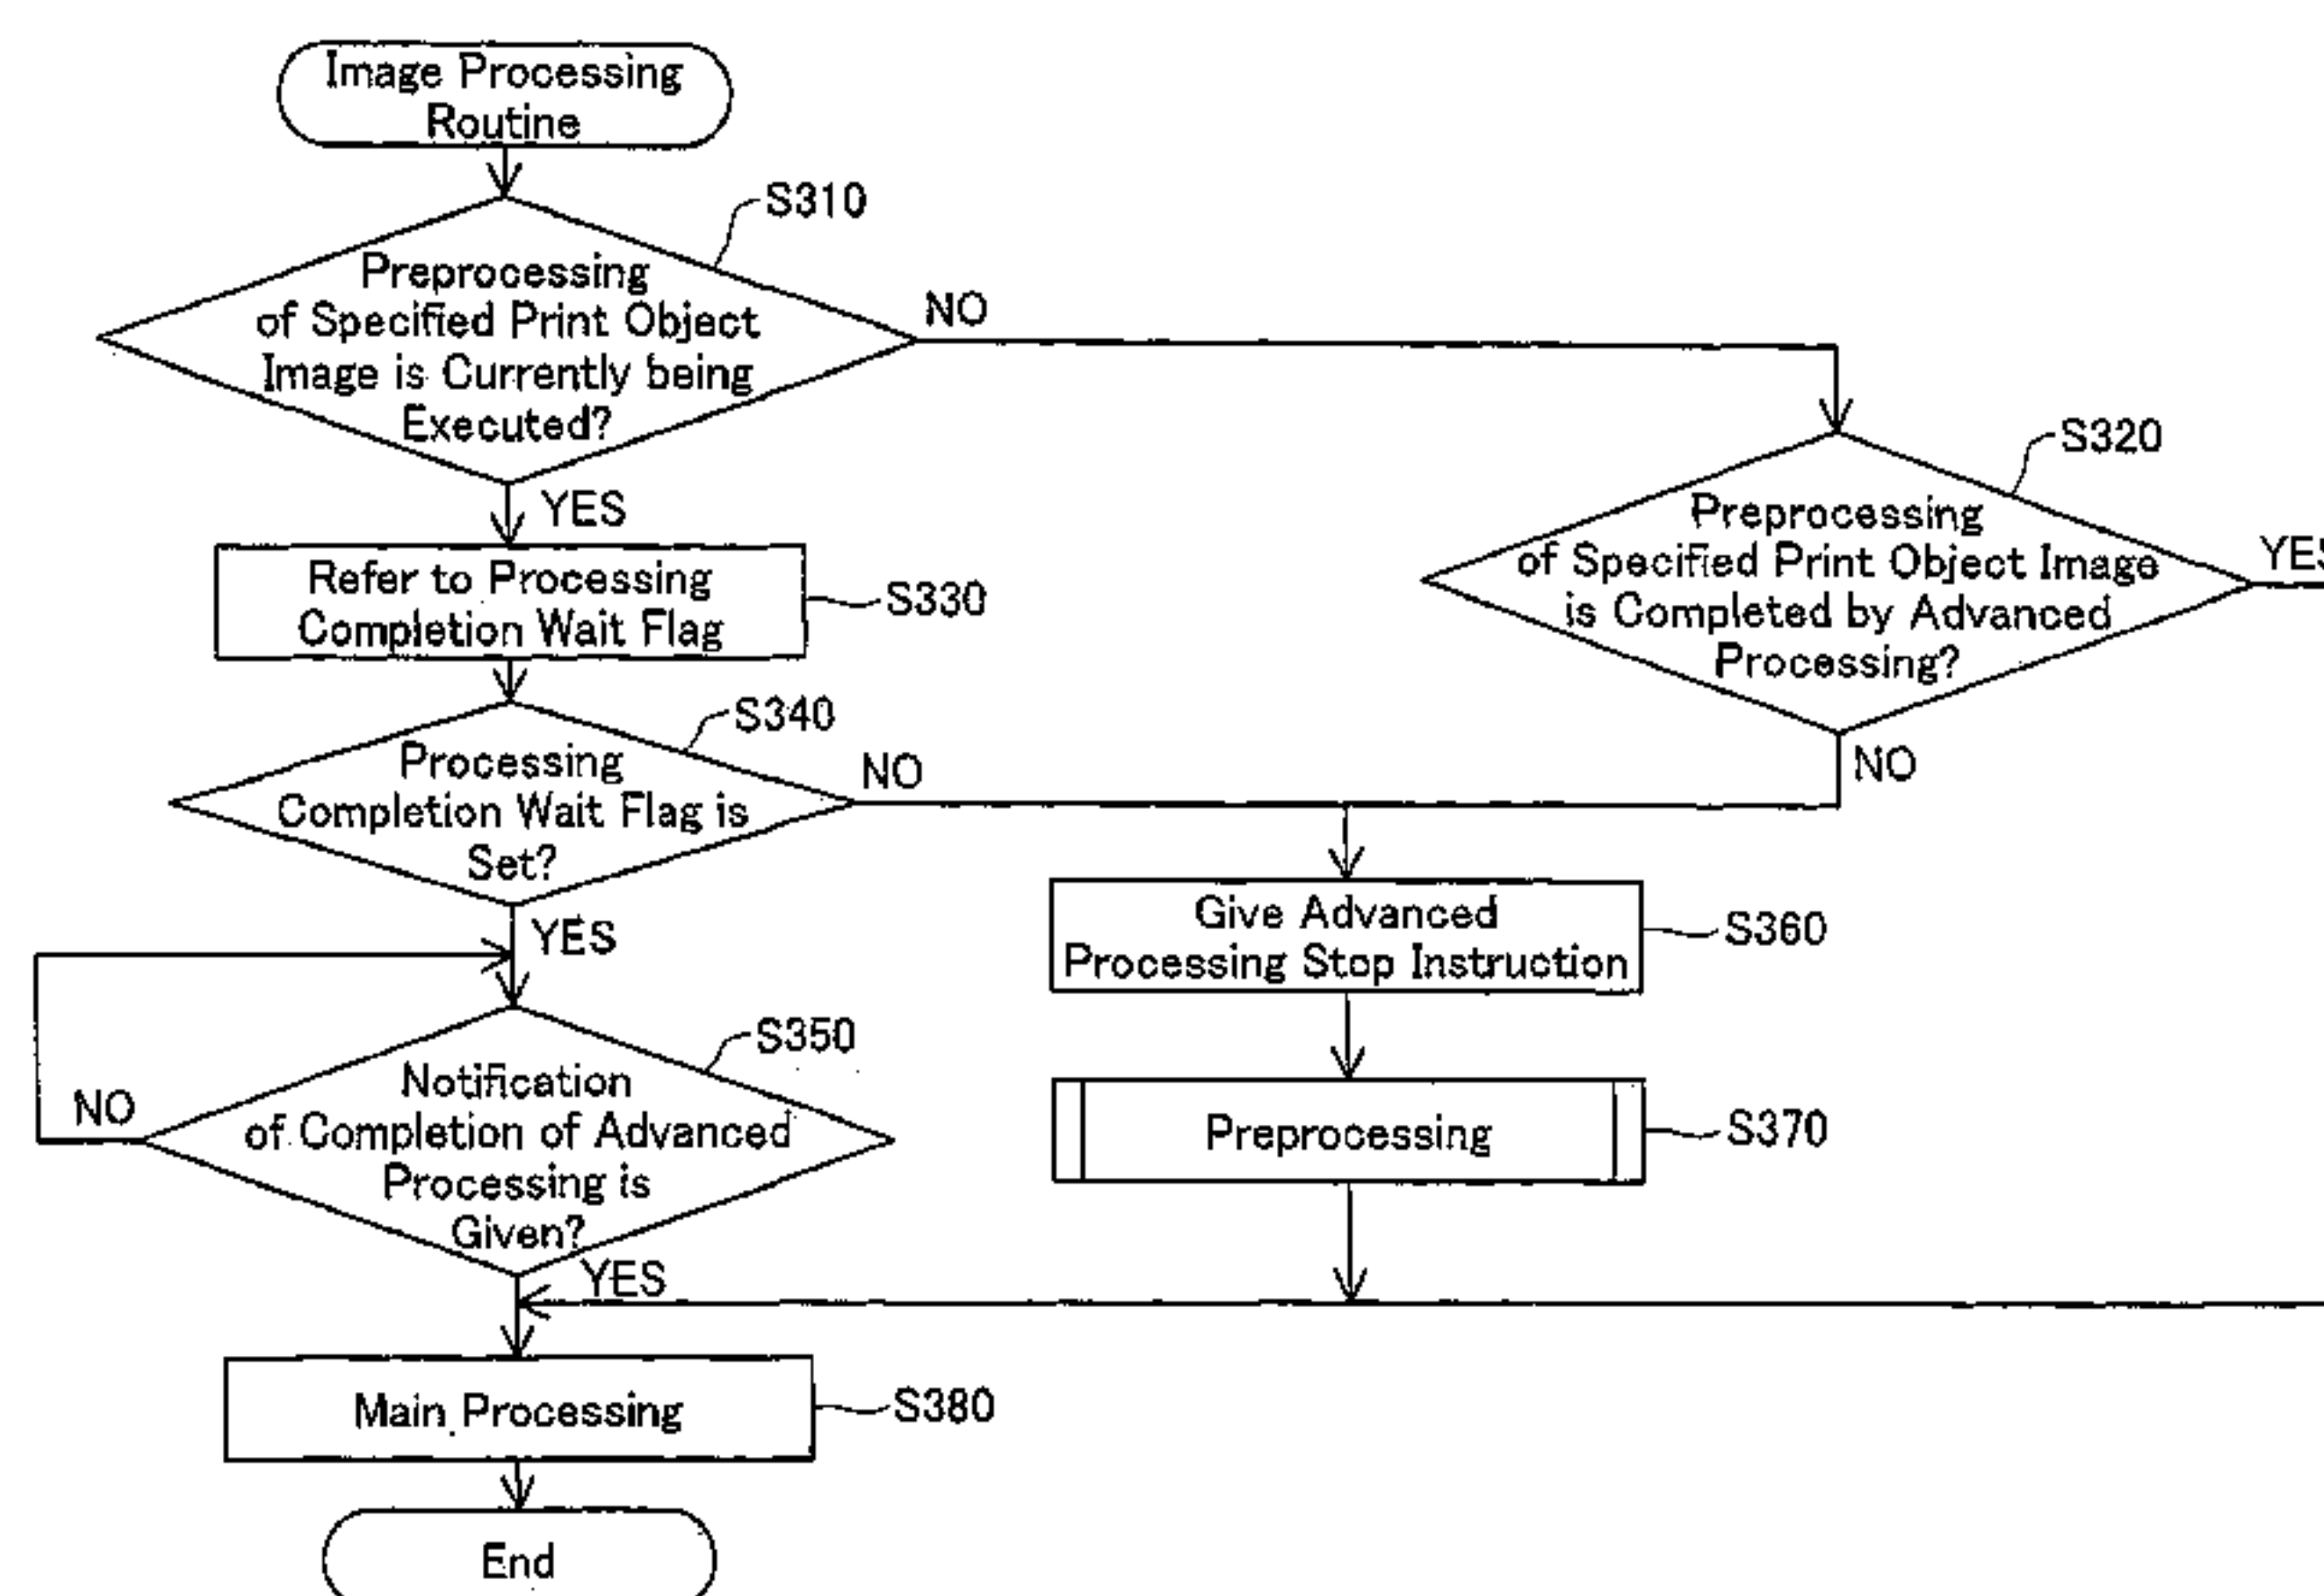 Image Processing
Routine
S310
Preprocessing
of Specified Print Object
Image is Currently being
Executed?
NO
YES
S320
Preprocessing
of Specified Print Object Image
is Completed by Advanced
Processing?
YES
NO
Refer to Processing
Completion Wait Flag
S330
S340
Processing
Completion Wait Flag is
Set?
NO
YES
Give Advanced
Processing Stop Instruction
S360
S350
Notification
of Completion of Advanced
Processing is
Given?
NO
YES
Preprocessing
S370
Main Processing
S380
End